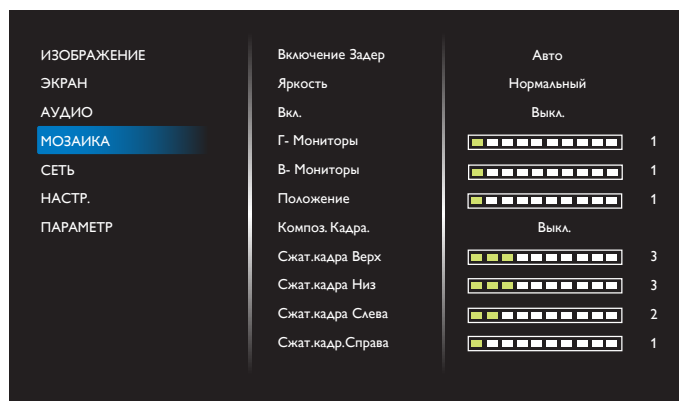 ИЗОБРАЖЕНИЕ
ЭКРАН
АУДИО
МОЗАИКА
СЕТЬ
НАСТР.
ПАРАМЕТР
Включение Задер Авто
Яркость Нормальный
Вкл. Выкл.
Г- Мониторы 1
В- Мониторы 1
Положение 1
Композ. Кадра. Выкл.
Сжат.кадра Верх 3
Сжат.кадра Низ 3
Сжат.кадра Слева 2
Сжат.кадр.Справа 1